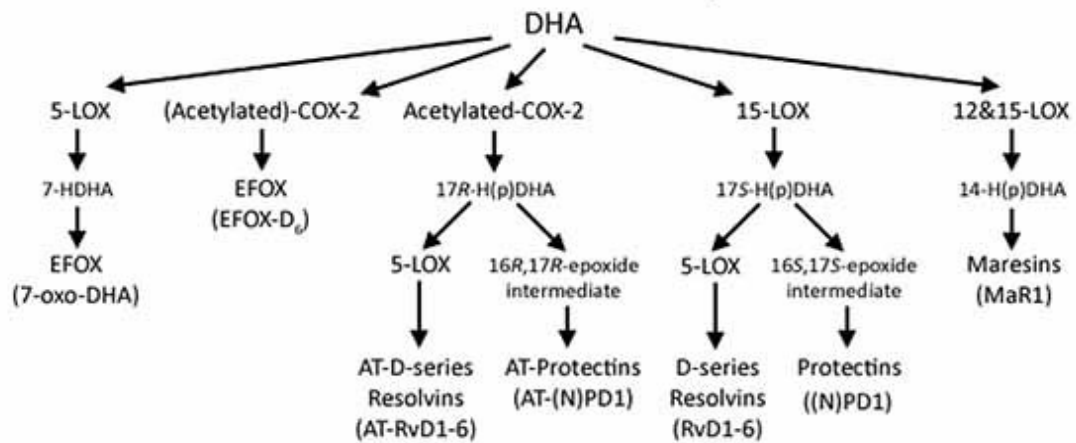 DHA
5-LOX (Acetylated)-COX-2 Acetylated-COX-2 15-LOX 12&15-LOX
7-HDHA EFOX 17R-H(p)DHA 17S-H(p)DHA 14-H(p)DHA
(EFOX-D₆)
EFOX 5-LOX 16R,17R-epoxide 5-LOX 16S,17S-epoxide Maresins
(7-oxo-DHA) intermediate intermediate (MaR1)
AT-D-series AT-Protectins D-series Protectins
Resolvins (AT-(N)PD1) Resolvins ((N)PD1)
(AT-RvD1-6) (RvD1-6)